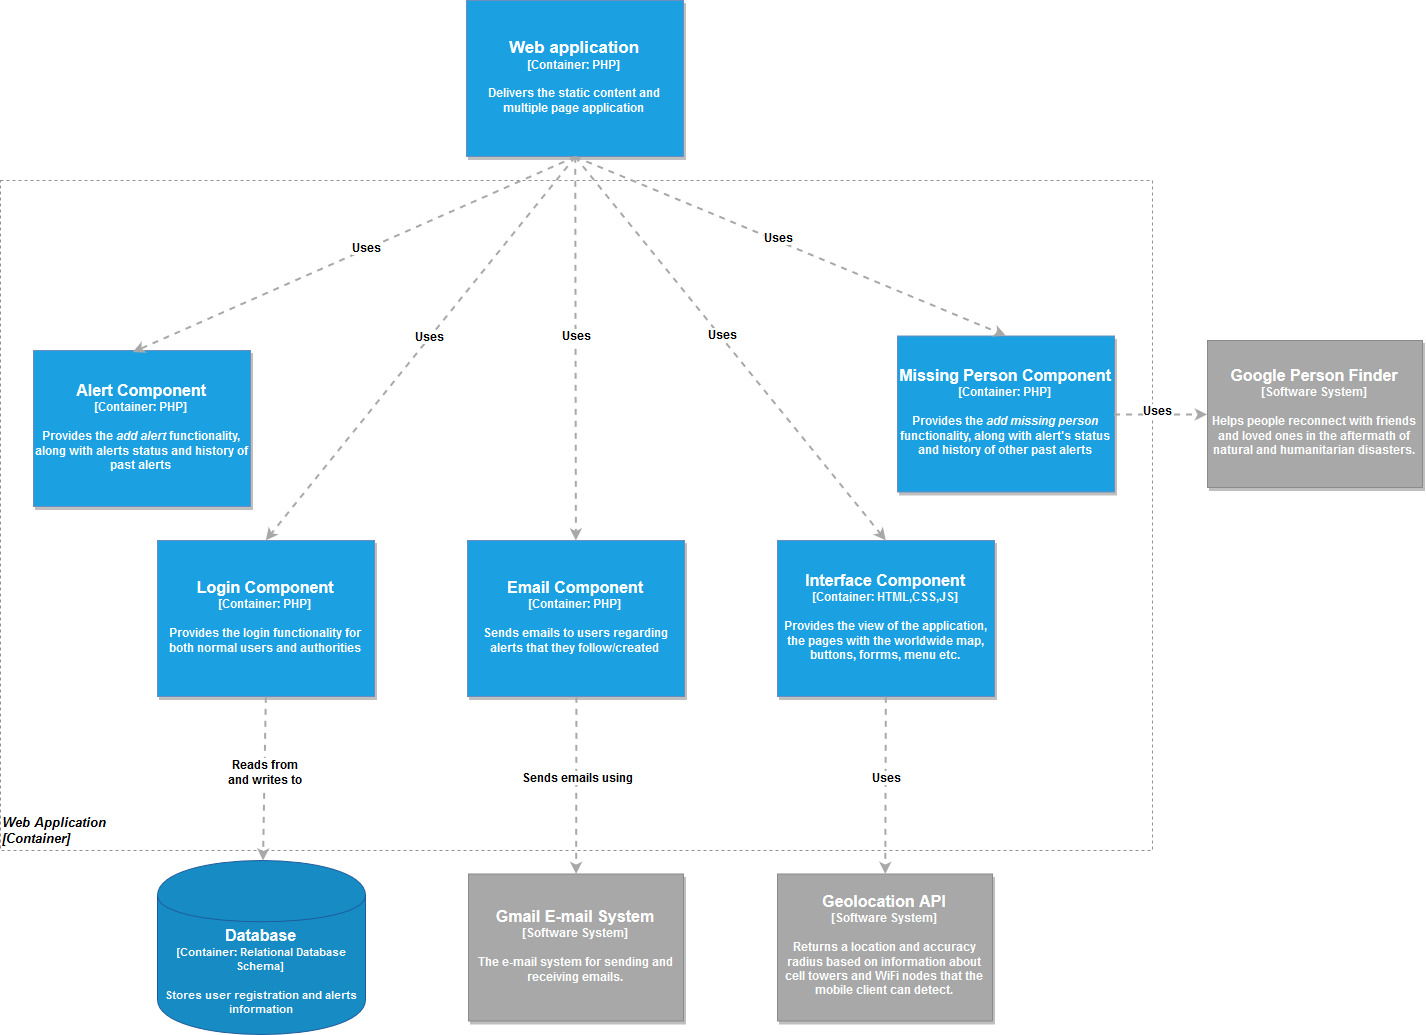 Web application
[Container: PHP]
Delivers the static content and
multiple page application
Uses
Uses
Uses
Uses
Uses
Alert Component
[Container: PHP]
Provides the add alert functionality,
along with alerts status and history of
past alerts
Missing Person Component
[Container: PHP]
Provides the add missing person
functionality, along with alert's status
and history of other past alerts
Uses
Google Person Finder
[Software System]
Helps people reconnect with friends
and loved ones in the aftermath of
natural and humanitarian disasters.
Login Component
[Container: PHP]
Provides the login functionality for
both normal users and authorities
Email Component
[Container: PHP]
Sends emails to users regarding
alerts that they follow/created
Interface Component
[Container: HTML,CSS,JS]
Provides the view of the application,
the pages with the worldwide map,
buttons, forrms, menu etc.
Reads from
and writes to
Sends emails using
Uses
Web Application
[Container]
Database
[Container: Relational Database
Schema]
Stores user registration and alerts
information
Gmail E-mail System
[Software System]
The e-mail system for sending and
receiving emails.
Geolocation API
[Software System]
Returns a location and accuracy
radius based on information about
cell towers and WiFi nodes that the
mobile client can detect.